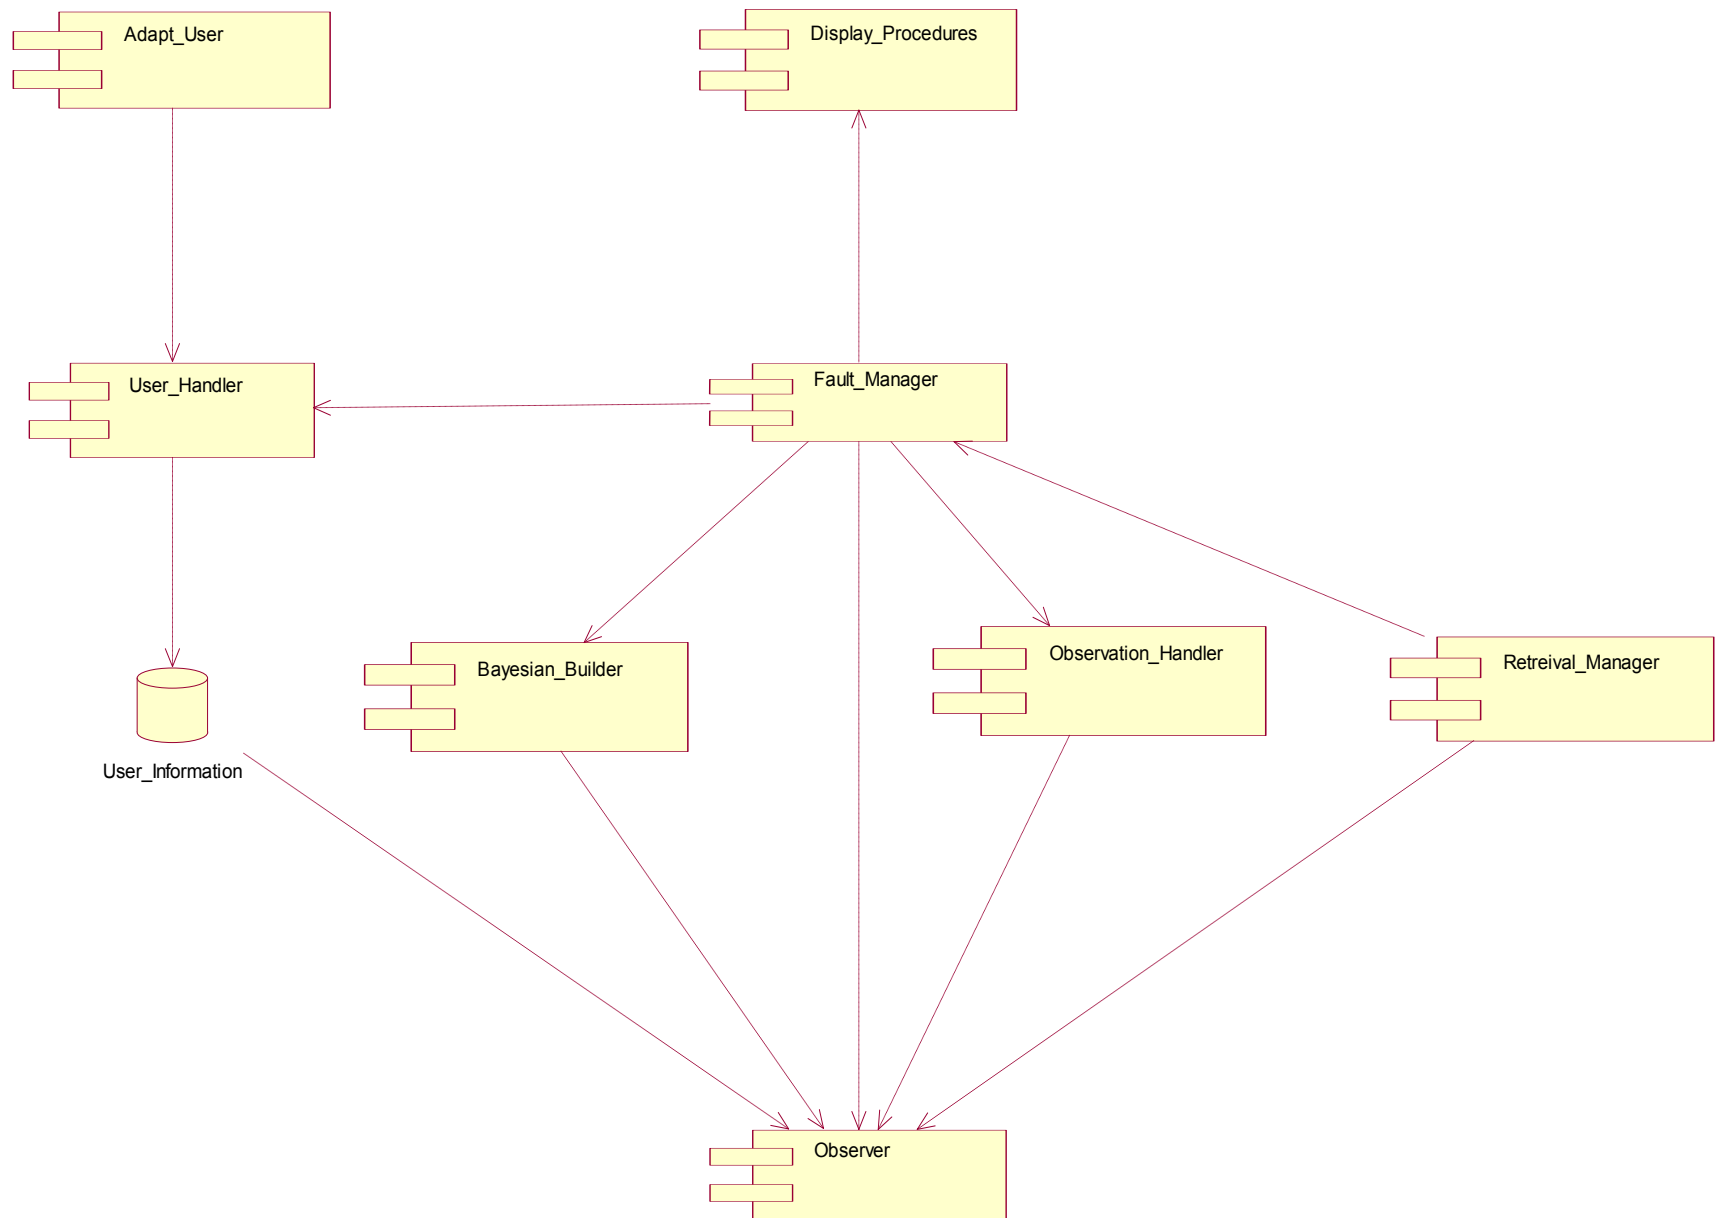 Adapt_User
Display_Procedures
User_Handler
Fault_Manager
Bayesian_Builder
Observation_Handler
Retreival_Manager
User_Information
Observer